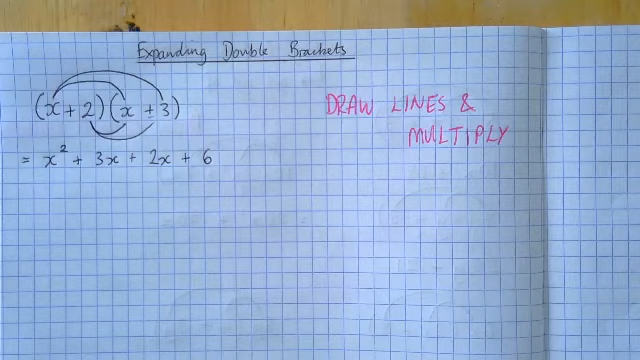 Expanding Double Brackets
(x + 2)(x + 3)
= x² + 3x + 2x + 6
DRAW LINES &
MULTIPLY